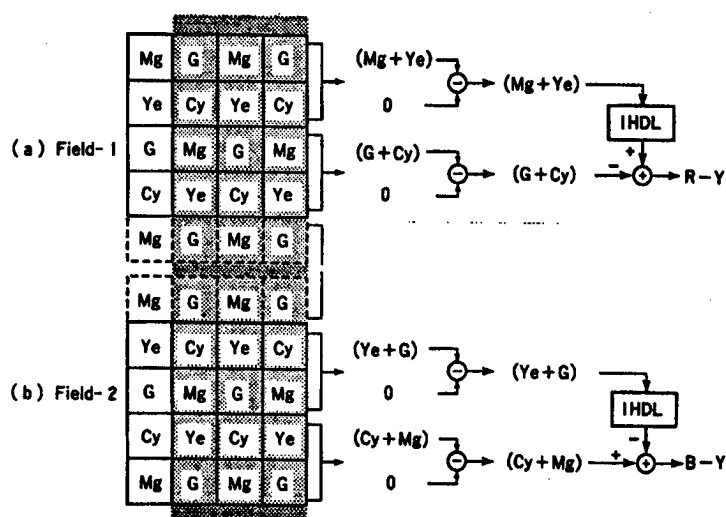 Mg G Mg G
Ye Cy Ye Cy
(a) Field-1
G Mg G Mg
Cy Ye Cy Ye
Mg G Mg G
(Mg+Ye)
0
−
(Mg+Ye)
1HDL
+
(G+Cy)
0
−
(G+Cy)
−
+
R−Y
Mg G Mg G
Ye Cy Ye Cy
(b) Field-2
G Mg G Mg
Cy Ye Cy Ye
Mg G Mg G
(Ye+G)
0
−
(Ye+G)
1HDL
−
(Cy+Mg)
0
−
(Cy+Mg)
+
+
B−Y